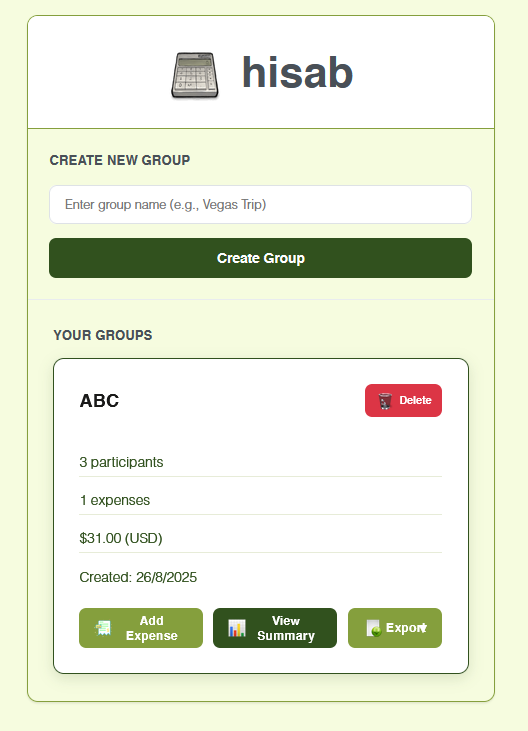 hisab
CREATE NEW GROUP
Enter group name (e.g., Vegas Trip)
Create Group
YOUR GROUPS
ABC
Delete
3 participants
1 expenses
$31.00 (USD)
Created: 26/8/2025
Add
Expense
View
Summary
Export